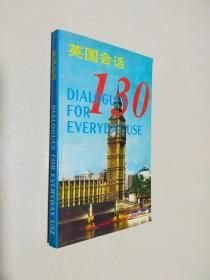 英国会话
130
DIALOGUES
FOR
EVERYDAY USE
DIALOGUES FOR EVERYDAY USE